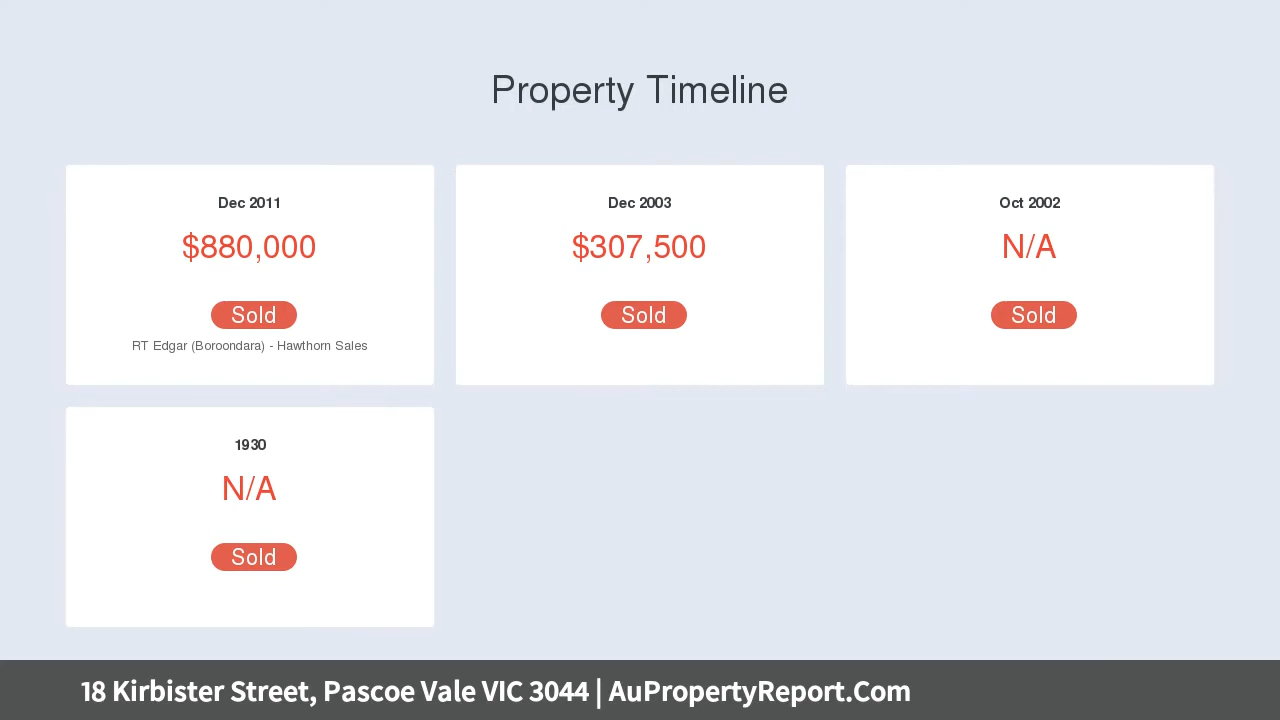 Property Timeline
Dec 2011
$880,000
Sold
RT Edgar (Boroondara) - Hawthorn Sales
Dec 2003
$307,500
Sold
Oct 2002
N/A
Sold
1930
N/A
Sold
18 Kirbister Street, Pascoe Vale VIC 3044 | AuPropertyReport.Com